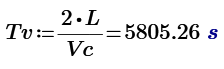 Tv := 2 · L / Vc = 5805.26 s